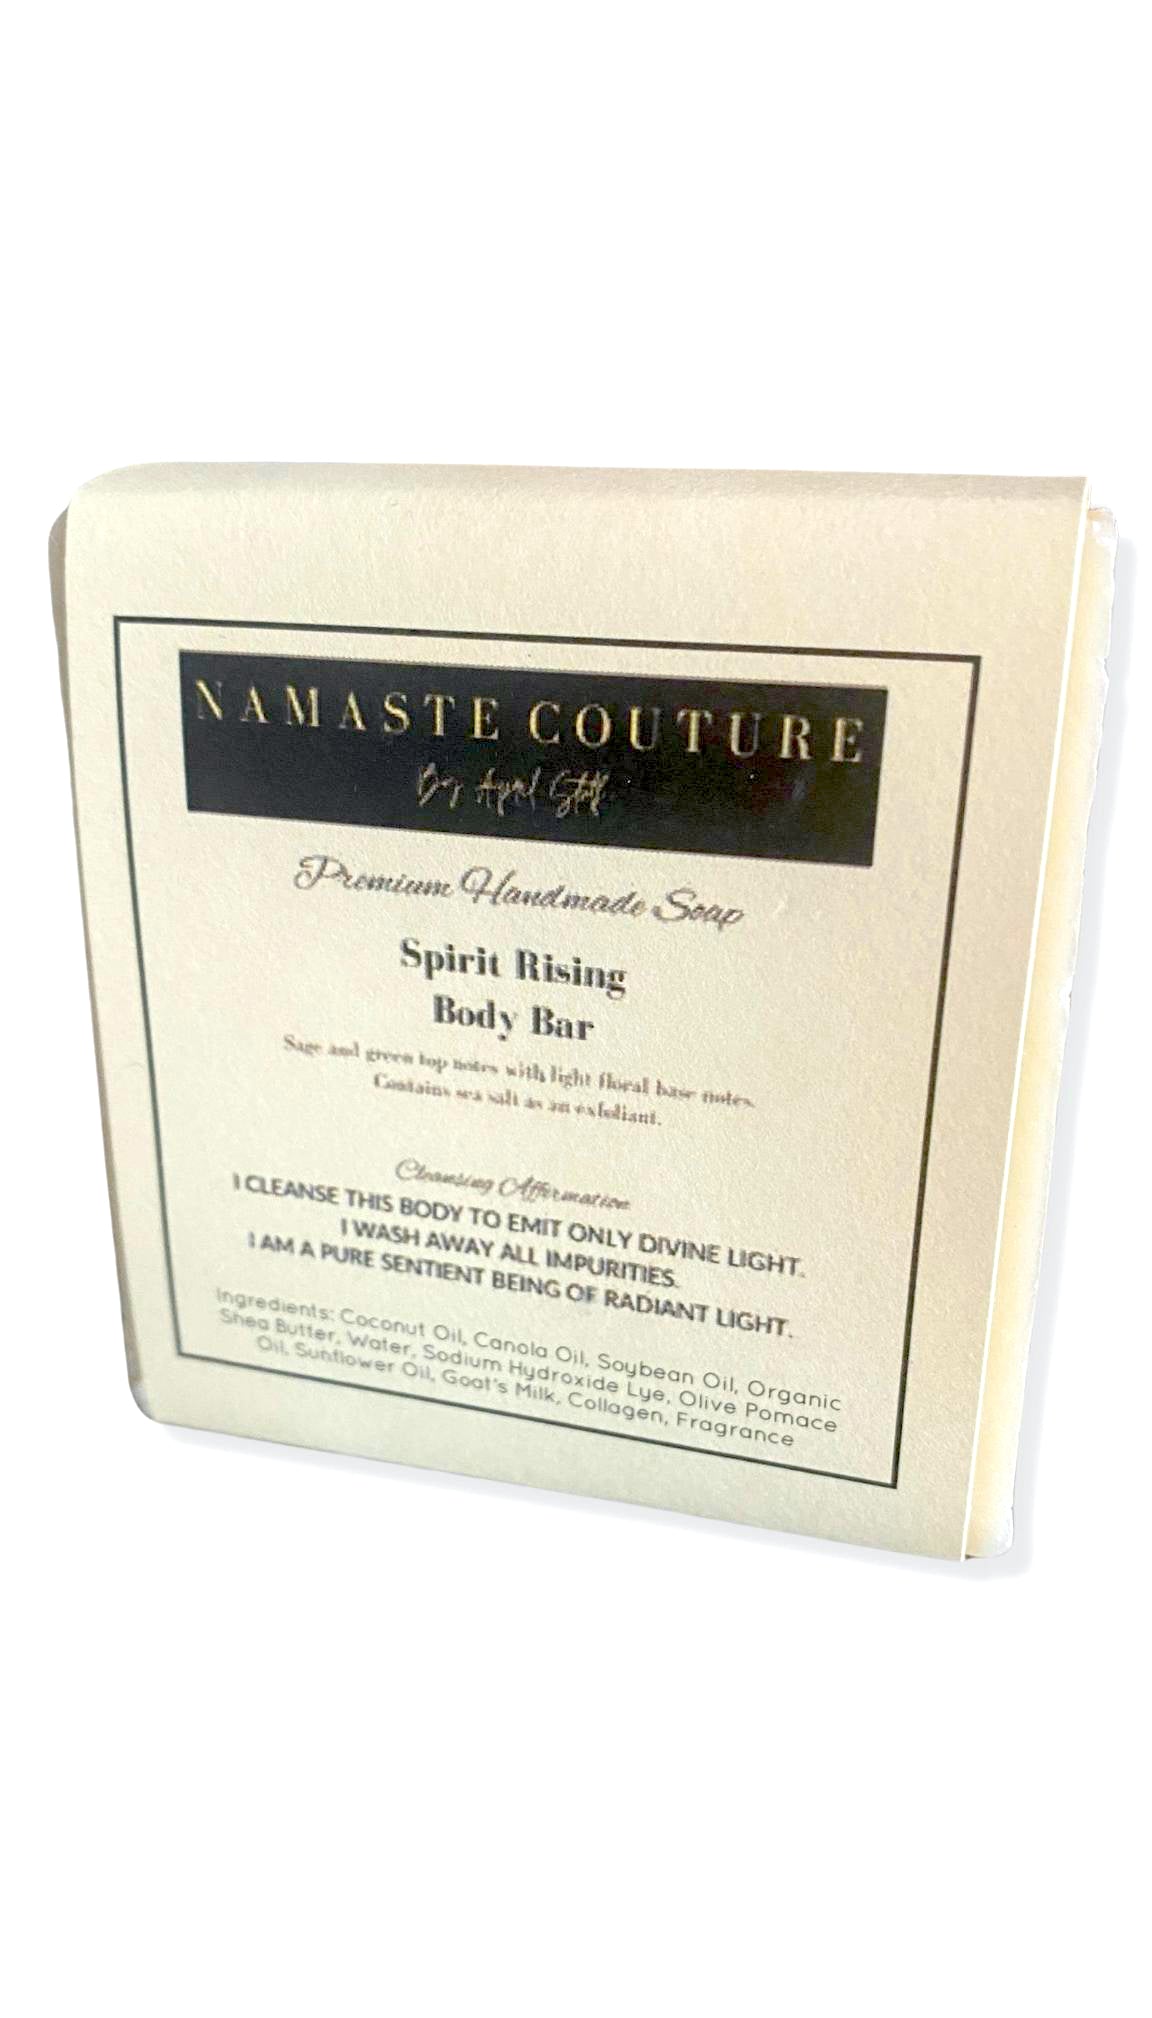 NAMASTE COUTURE
By April
Premium Handmade Soap
Spirit Rising
Body Bar
Sage and green top notes with light floral base notes.
Contains sea salt as an exfoliant.
Cleansing Affirmation
I CLEANSE THIS BODY TO EMIT ONLY DIVINE LIGHT.
I WASH AWAY ALL IMPURITIES.
I AM A PURE SENTIENT BEING OF RADIANT LIGHT.
Ingredients: Coconut Oil, Canola Oil, Soybean Oil, Organic
Shea Butter, Water, Sodium Hydroxide Lye, Olive Pomace
Oil, Sunflower Oil, Goat's Milk, Collagen, Fragrance